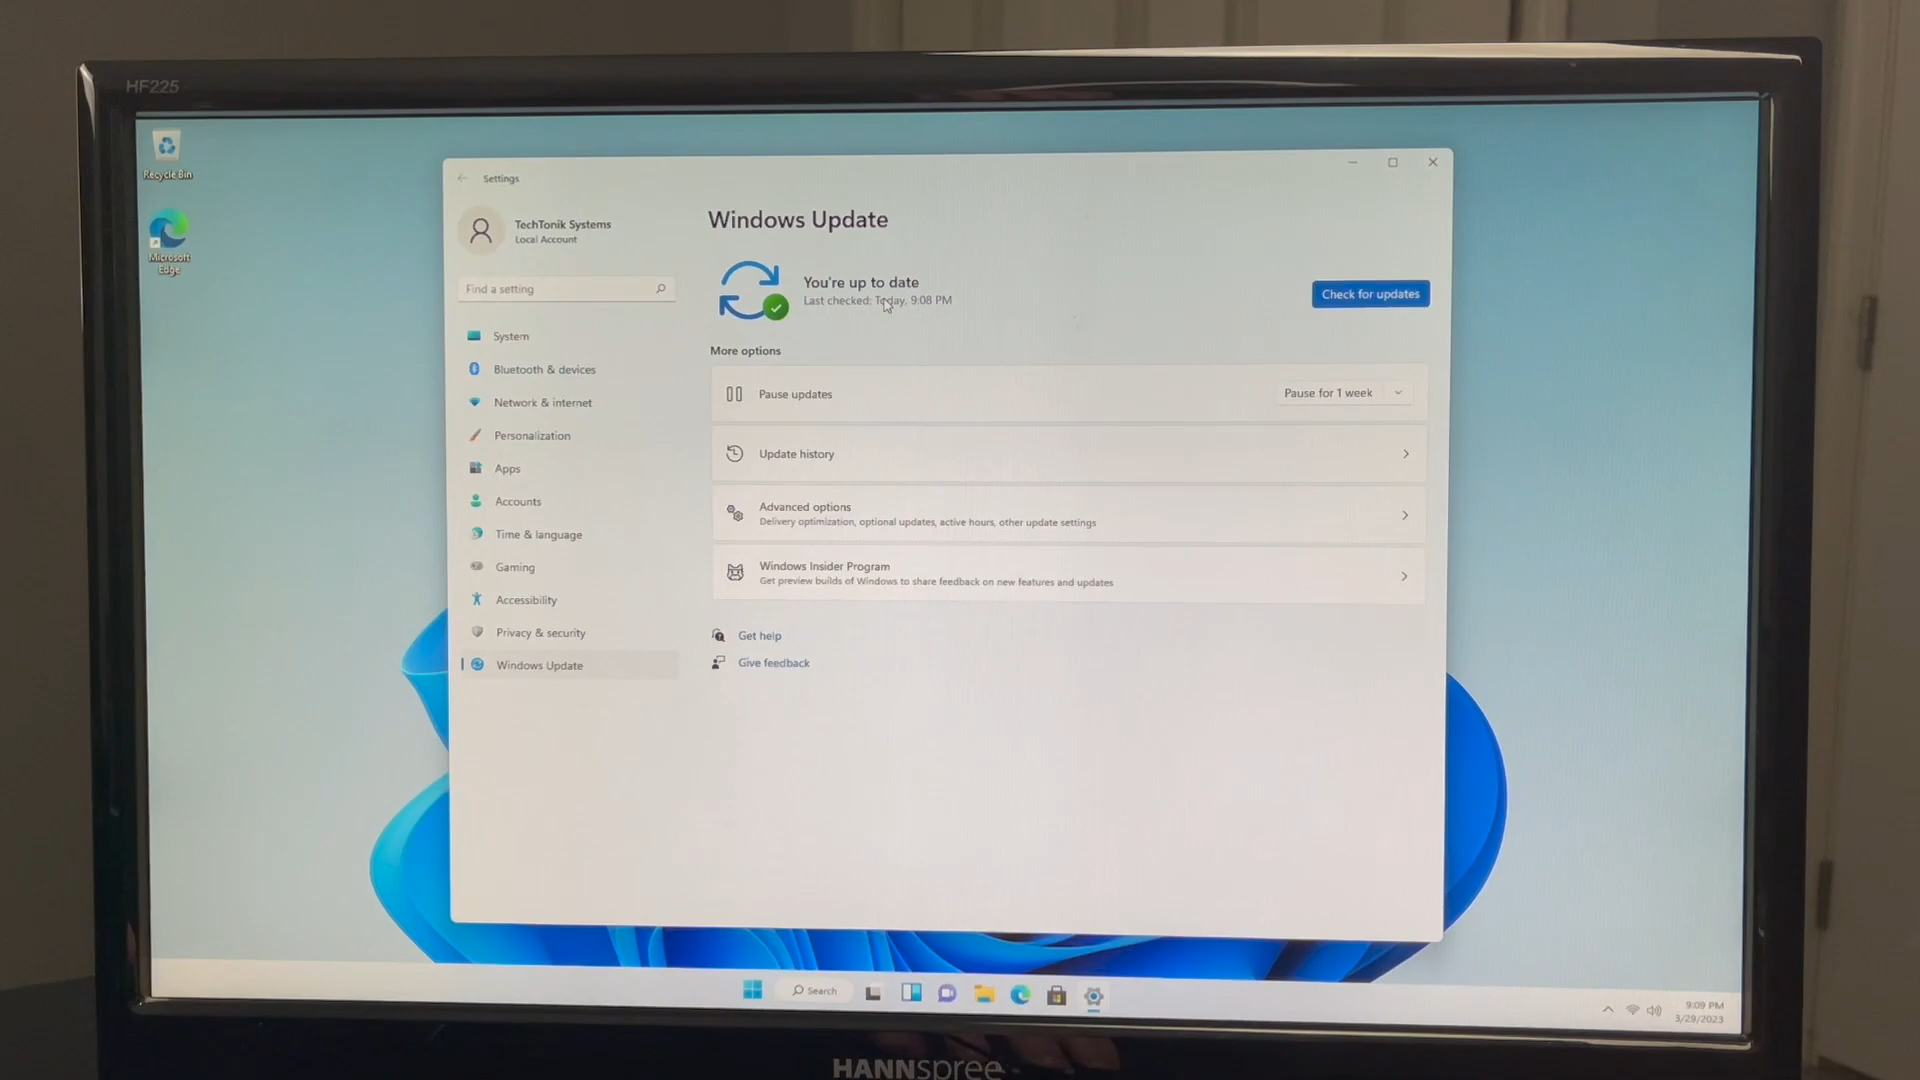 HF225
Recycle Bin
Microsoft
Edge
Settings
TechTonik Systems
Local Account
Find a setting
System
Bluetooth & devices
Network & internet
Personalization
Apps
Accounts
Time & language
Gaming
Accessibility
Privacy & security
Windows Update
Windows Update
You're up to date
Last checked: Today, 9:08 PM
Check for updates
More options
Pause updates
Pause for 1 week
Update history
Advanced options
Delivery optimization, optional updates, active hours, other update settings
Windows Insider Program
Get preview builds of Windows to share feedback on new features and updates
Get help
Give feedback
Search
9:09 PM
3/29/2023
HANNspree